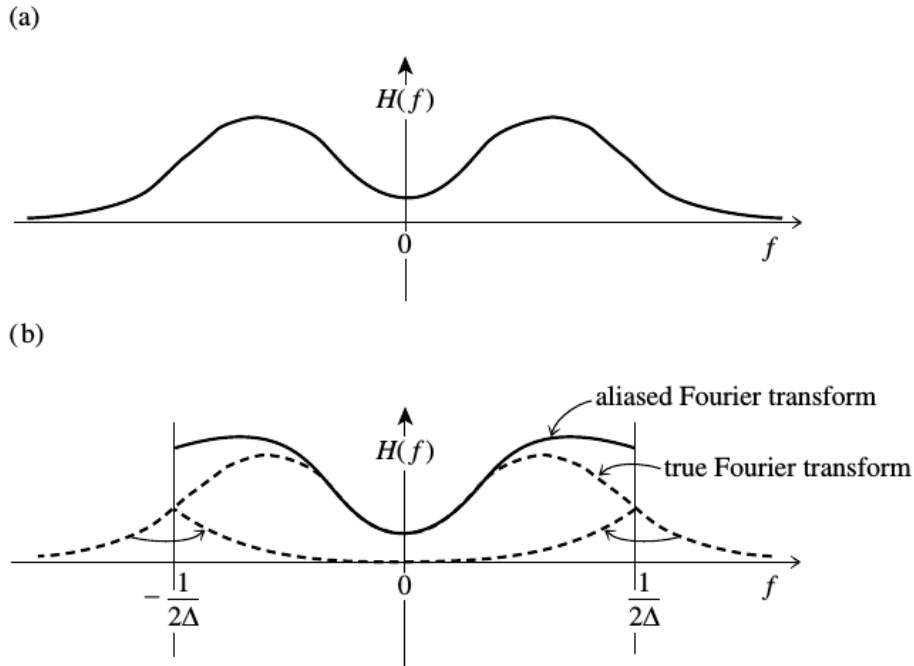 (a)
H(f)
0
f
(b)
aliased Fourier transform
H(f)
true Fourier transform
− 1/2Δ
0
1/2Δ
f